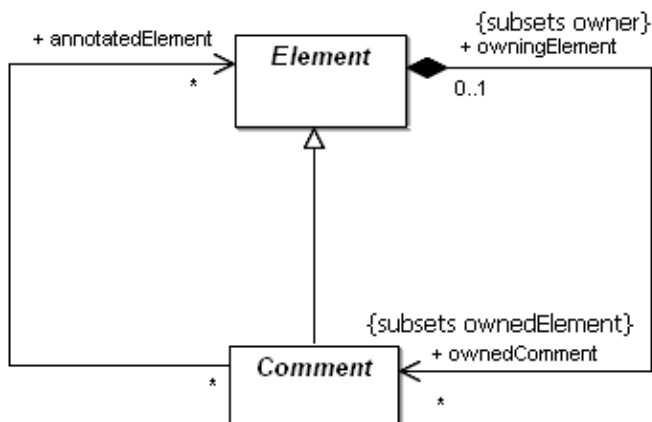 {subsets owner}
+ annotatedElement
Element
+ owningElement
*
0..1
{subsets ownedElement}
+ ownedComment
Comment
*
*